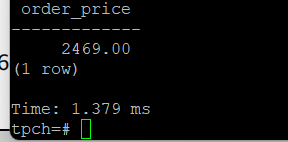 order_price
-------------
2469.00
(1 row)
Time: 1.379 ms
tpch=#